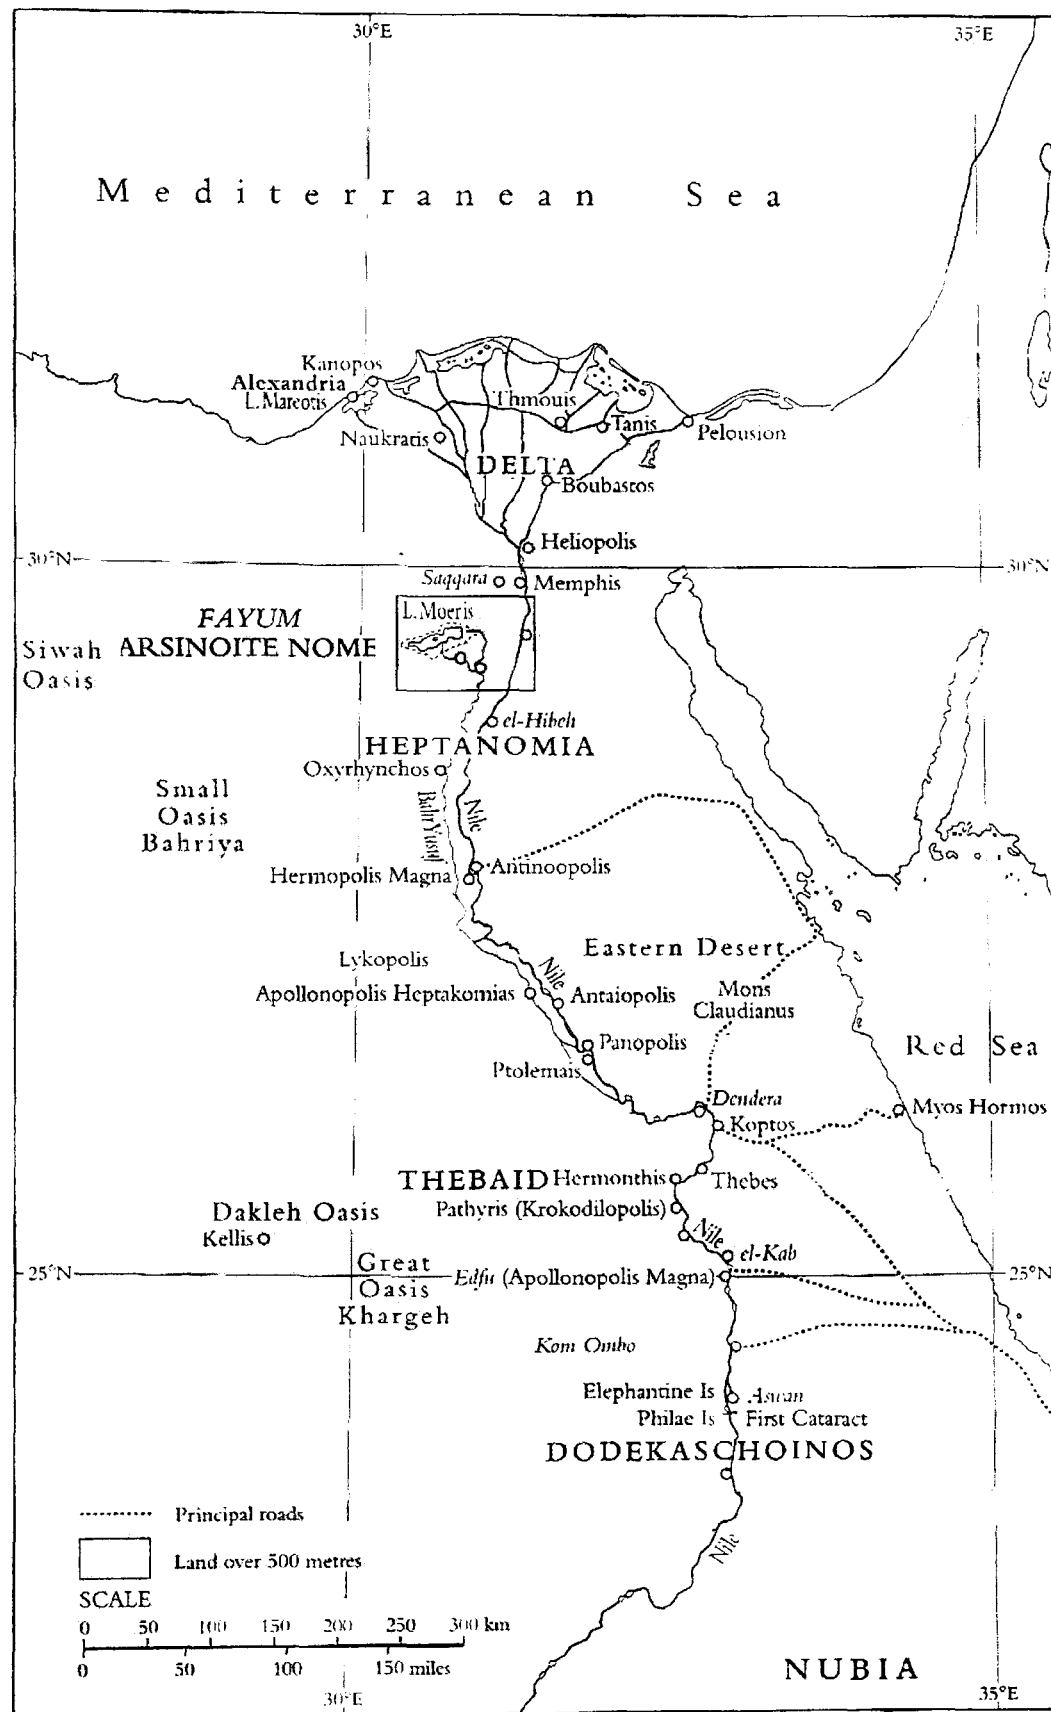 30°E
35°E
Mediterranean Sea
Kanopos
Alexandria
L. Mareotis
Thmouis
Tanis
Pelousion
Naukratis
DELTA
Boubastos
Heliopolis
30°N
30°N
Saqqara
Memphis
L. Moeris
FAYUM
ARSINOITE NOME
Siwah
Oasis
el-Hibeh
HEPTANOMIA
Oxyrhynchos
Small
Oasis
Bahriya
Bahr Yusuf
Nile
Antinoopolis
Hermopolis Magna
Eastern Desert
Lykopolis
Nile
Apollonopolis Heptakomias
Antaiopolis
Mons
Claudianus
Panopolis
Ptolemais
Red Sea
Dendera
Koptos
Myos Hormos
THEBAID
Hermonthis
Thebes
Pathyris (Krokodilopolis)
Dakleh Oasis
Kellis
Nile
el-Kab
25°N
Great
Oasis
Khargeh
Edfu (Apollonopolis Magna)
25°N
Kom Ombo
Elephantine Is
Aswan
Philae Is
First Cataract
DODEKASCHOINOS
Principal roads
Land over 500 metres
Nile
SCALE
0 50 100 150 200 250 300 km
0 50 100 150 miles
NUBIA
30°E
35°E